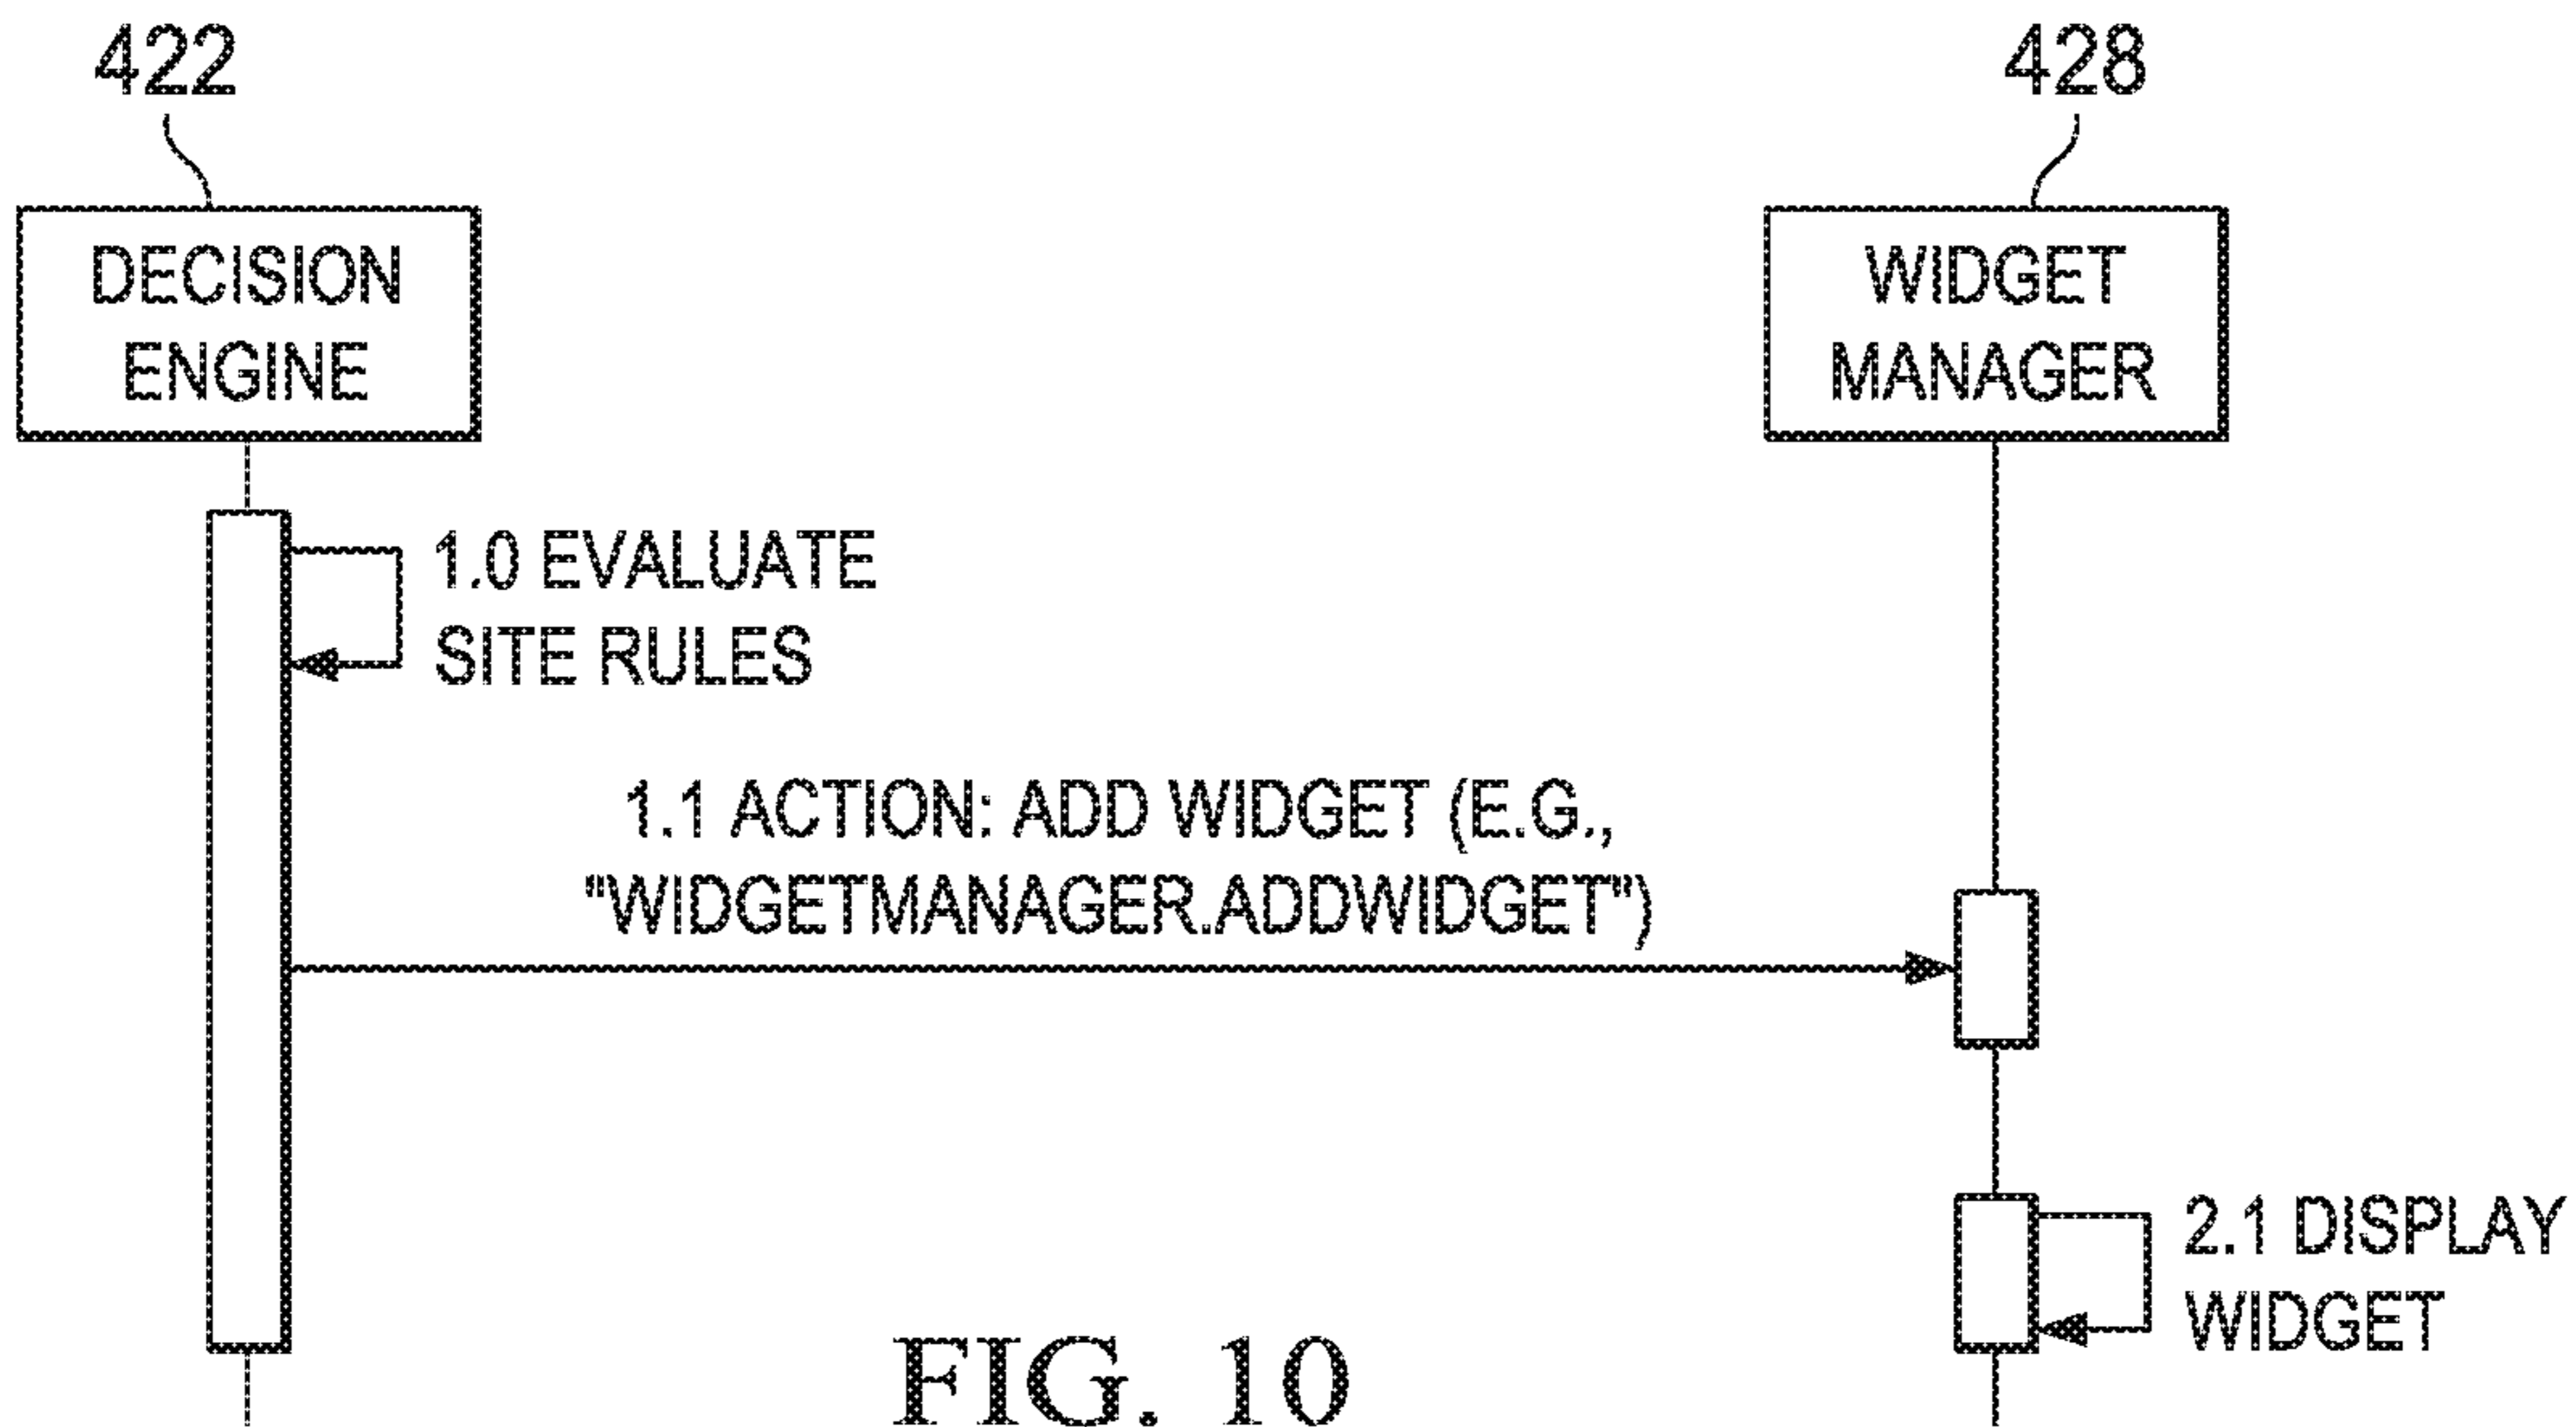 422
428
DECISION
ENGINE
WIDGET
MANAGER
1.0 EVALUATE
SITE RULES
1.1 ACTION: ADD WIDGET (E.G.,
"WIDGETMANAGER.ADDWIDGET")
2.1 DISPLAY
WIDGET
FIG. 10